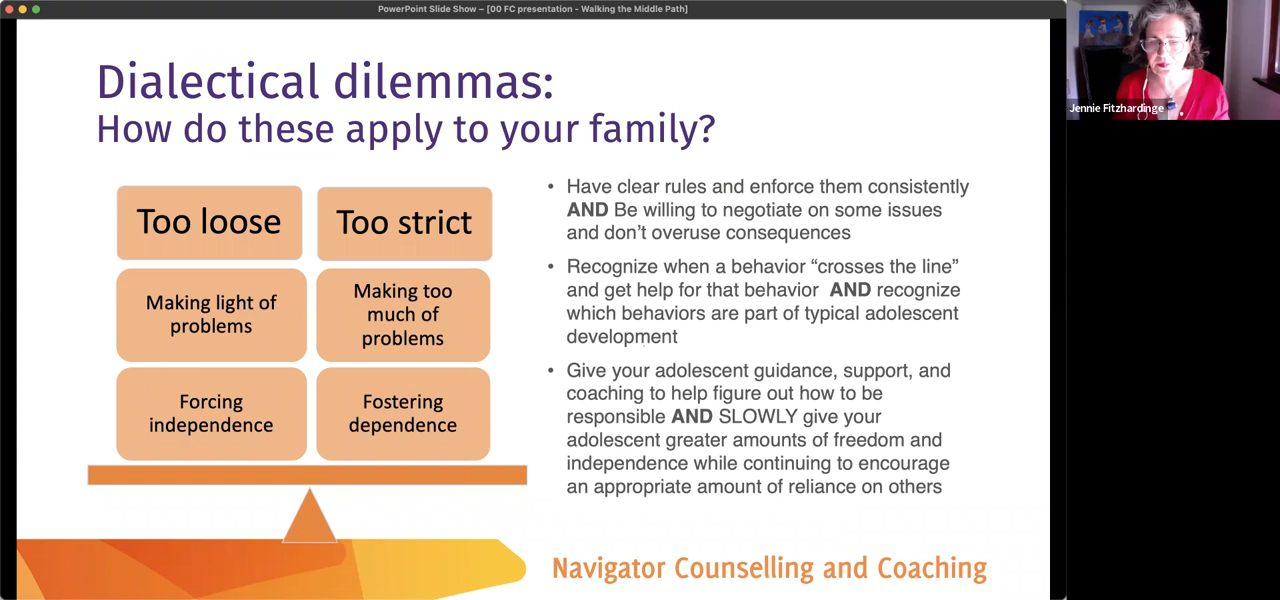 PowerPoint Slide Show – [00 FC presentation - Walking the Middle Path]
Jennie Fitzhardinge
Dialectical dilemmas:
How do these apply to your family?
Too loose
Too strict
Making light of
problems
Making too
much of
problems
Forcing
independence
Fostering
dependence
• Have clear rules and enforce them consistently
AND Be willing to negotiate on some issues
and don’t overuse consequences
• Recognize when a behavior “crosses the line”
and get help for that behavior AND recognize
which behaviors are part of typical adolescent
development
• Give your adolescent guidance, support, and
coaching to help figure out how to be
responsible AND SLOWLY give your
adolescent greater amounts of freedom and
independence while continuing to encourage
an appropriate amount of reliance on others
Navigator Counselling and Coaching